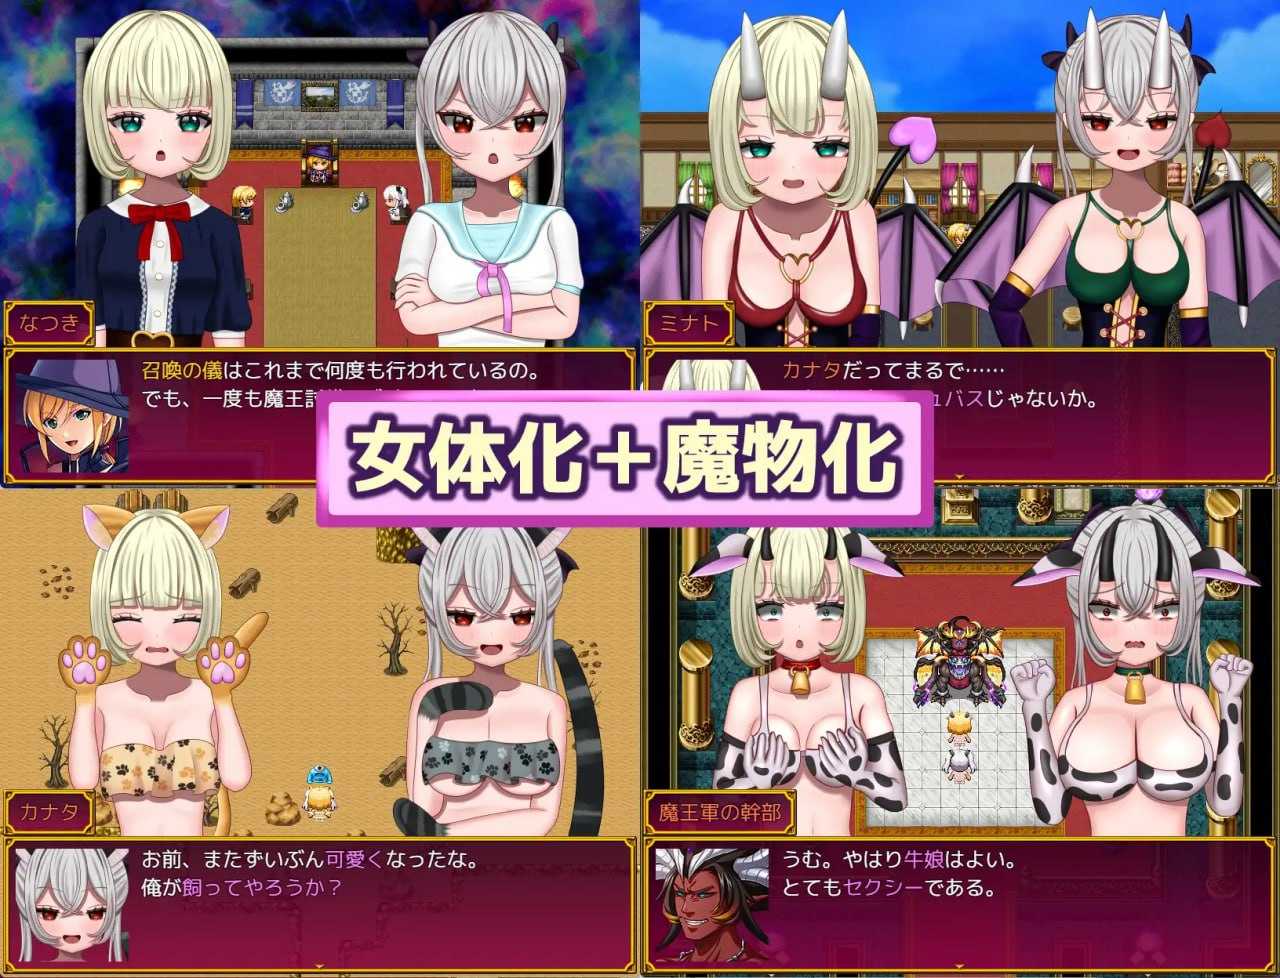 なつき
召喚の儀はこれまで何度も行われているの。
でも、一度も魔王討
ミナト
カナタだってまるで……
ュバスじゃないか。
女体化＋魔物化
カナタ
お前、またずいぶん可愛くなったな。
俺が飼ってやろうか？
魔王軍の幹部
うむ。やはり牛娘はよい。
とてもセクシーである。